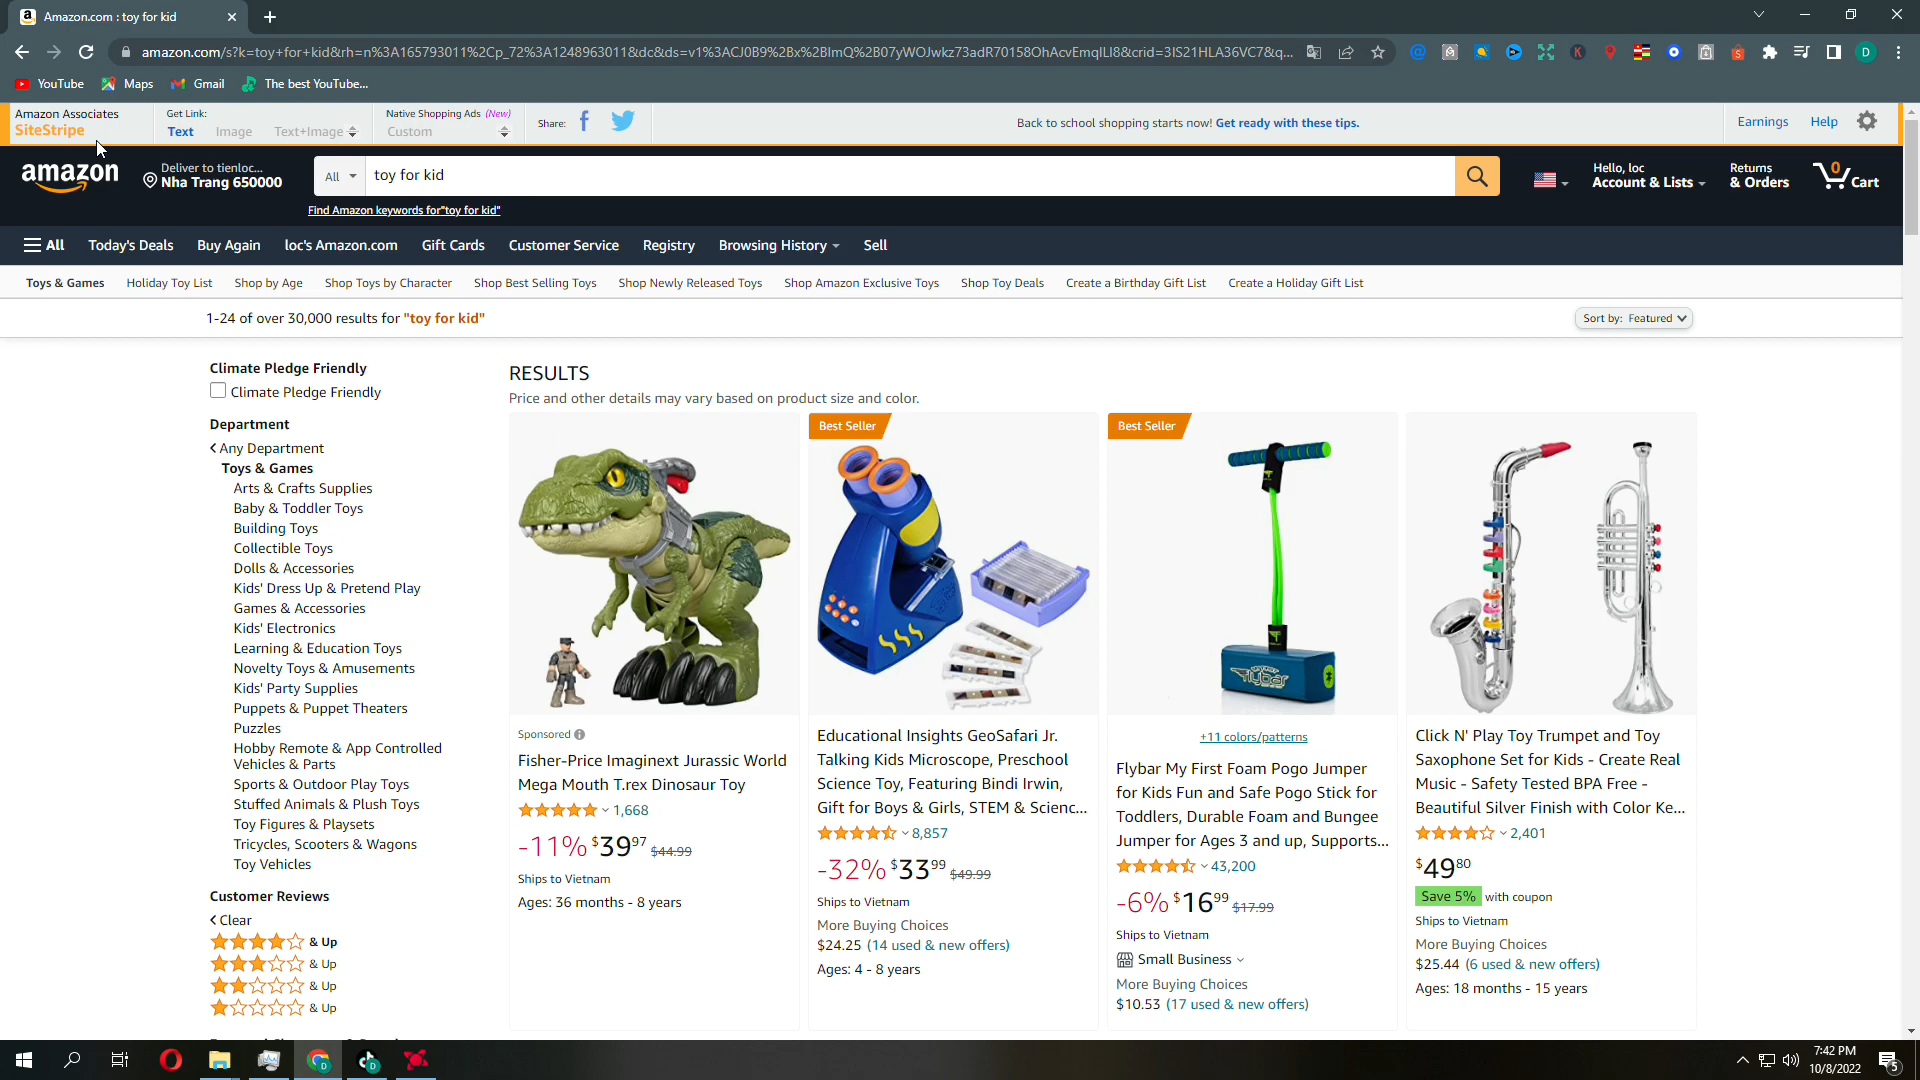 Amazon.com : toy for kid
amazon.com/s?k=toy+for+kid&rh=n%3A165793011%2Cp_72%3A1248963011&dc&ds=v1%3ACJ0B9%2Bx%2BImQ%2B07yWOJwkz73adR70158OhAcvEmqILI8&crid=3IS21HLA36VC7&q...
YouTube
Maps
Gmail
The best YouTube...
Amazon Associates
SiteStripe
Get Link:
Text
Image
Text+Image
Native Shopping Ads (New)
Custom
Share:
Back to school shopping starts now! Get ready with these tips.
Earnings
Help
amazon
Deliver to tienloc...
Nha Trang 650000
All
toy for kid
Find Amazon keywords for"toy for kid"
Hello, loc
Account & Lists
Returns
& Orders
0
Cart
All
Today's Deals
Buy Again
loc's Amazon.com
Gift Cards
Customer Service
Registry
Browsing History
Sell
Toys & Games
Holiday Toy List
Shop by Age
Shop Toys by Character
Shop Best Selling Toys
Shop Newly Released Toys
Shop Amazon Exclusive Toys
Shop Toy Deals
Create a Birthday Gift List
Create a Holiday Gift List
1-24 of over 30,000 results for "toy for kid"
Sort by: Featured
Climate Pledge Friendly
Climate Pledge Friendly
Department
Any Department
Toys & Games
Arts & Crafts Supplies
Baby & Toddler Toys
Building Toys
Collectible Toys
Dolls & Accessories
Kids' Dress Up & Pretend Play
Games & Accessories
Kids' Electronics
Learning & Education Toys
Novelty Toys & Amusements
Kids' Party Supplies
Puppets & Puppet Theaters
Puzzles
Hobby Remote & App Controlled
Vehicles & Parts
Sports & Outdoor Play Toys
Stuffed Animals & Plush Toys
Toy Figures & Playsets
Tricycles, Scooters & Wagons
Toy Vehicles
Customer Reviews
Clear
& Up
& Up
& Up
& Up
RESULTS
Price and other details may vary based on product size and color.
Sponsored
Fisher-Price Imaginext Jurassic World
Mega Mouth T.rex Dinosaur Toy
1,668
-11% $39 97 $44.99
Ships to Vietnam
Ages: 36 months - 8 years
Best Seller
Educational Insights GeoSafari Jr.
Talking Kids Microscope, Preschool
Science Toy, Featuring Bindi Irwin,
Gift for Boys & Girls, STEM & Scienc...
8,857
-32% $33 99 $49.99
Ships to Vietnam
More Buying Choices
$24.25 (14 used & new offers)
Ages: 4 - 8 years
Best Seller
flybar
+11 colors/patterns
Flybar My First Foam Pogo Jumper
for Kids Fun and Safe Pogo Stick for
Toddlers, Durable Foam and Bungee
Jumper for Ages 3 and up, Supports...
43,200
-6% $16 99 $17.99
Ships to Vietnam
Small Business
More Buying Choices
$10.53 (17 used & new offers)
Click N' Play Toy Trumpet and Toy
Saxophone Set for Kids - Create Real
Music - Safety Tested BPA Free -
Beautiful Silver Finish with Color Ke...
2,401
$49 80
Save 5% with coupon
Ships to Vietnam
More Buying Choices
$25.44 (6 used & new offers)
Ages: 18 months - 15 years
7:42 PM
10/8/2022
5